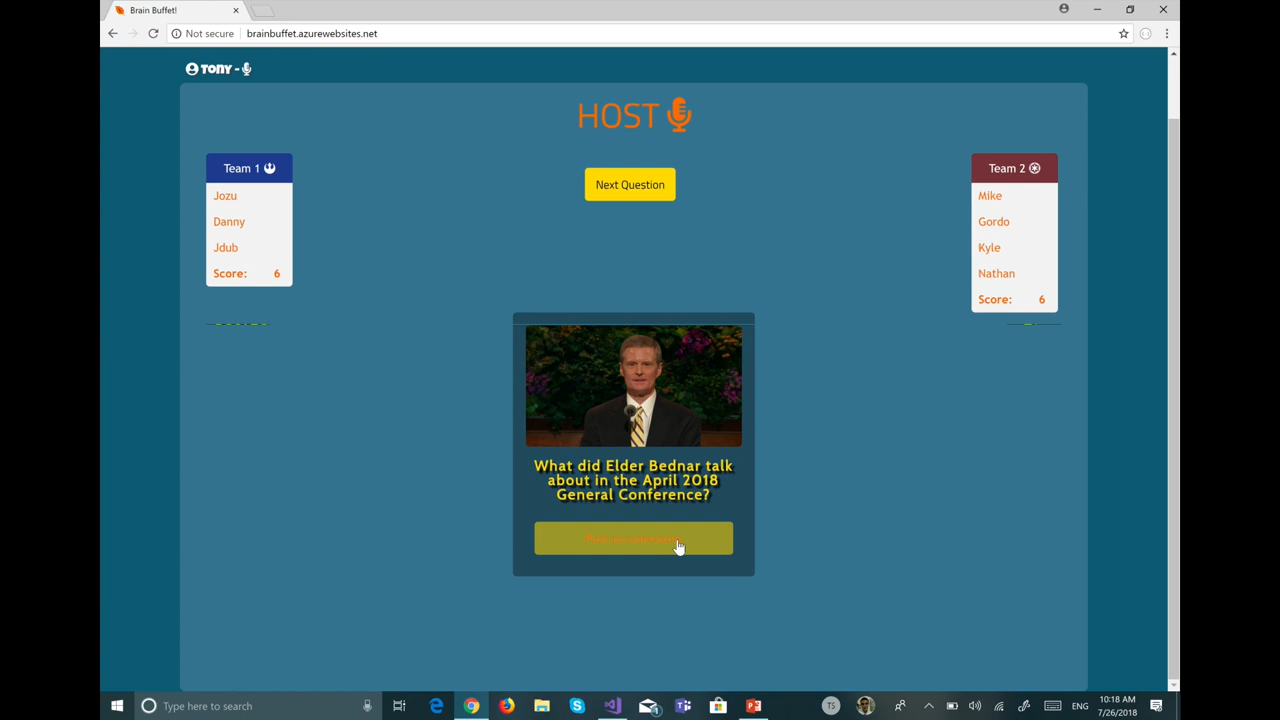 Brain Buffet!
Not secure
brainbuffet.azurewebsites.net
TONY -
HOST
Team 1
Jozu
Danny
Jdub
Score: 6
Next Question
Team 2
Mike
Gordo
Kyle
Nathan
Score: 6
What did Elder Bednar talk
about in the April 2018
General Conference?
Type here to search
TS
ENG
10:18 AM
7/26/2018